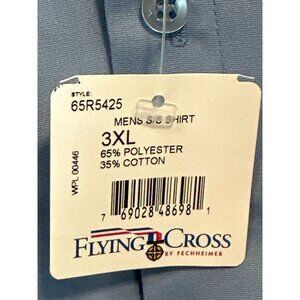 STYLE:
65R5425
MENS S/S SHIRT
3XL
65% POLYESTER
35% COTTON
WPL 00446
7 69028 48698 1
FLYING CROSS
BY FECHHEIMER